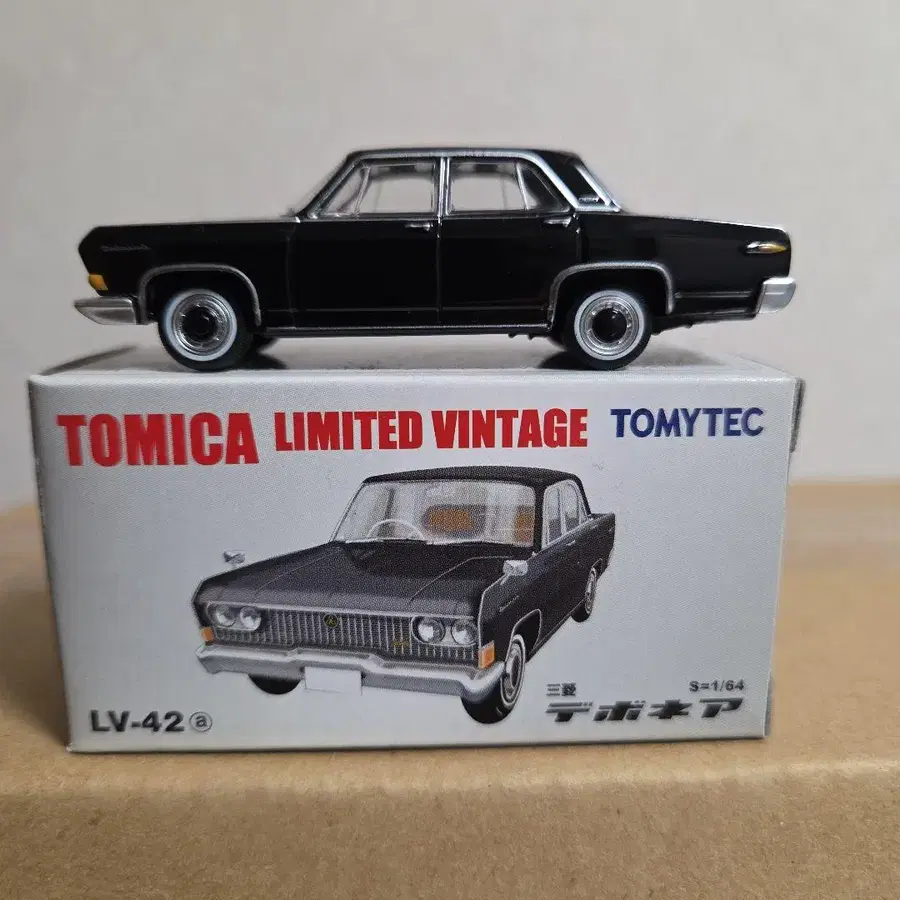 TOMICA LIMITED VINTAGE TOMYTEC
S=1/64
三菱
LV-42ⓐ デボネア